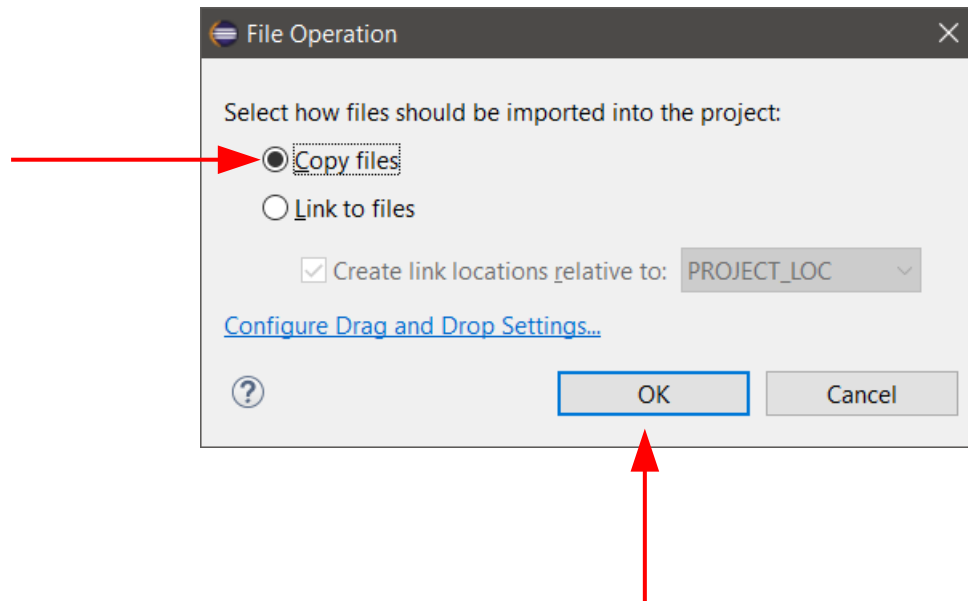 File Operation
Select how files should be imported into the project:
Copy files
Link to files
Create link locations relative to: PROJECT_LOC
Configure Drag and Drop Settings...
? OK Cancel